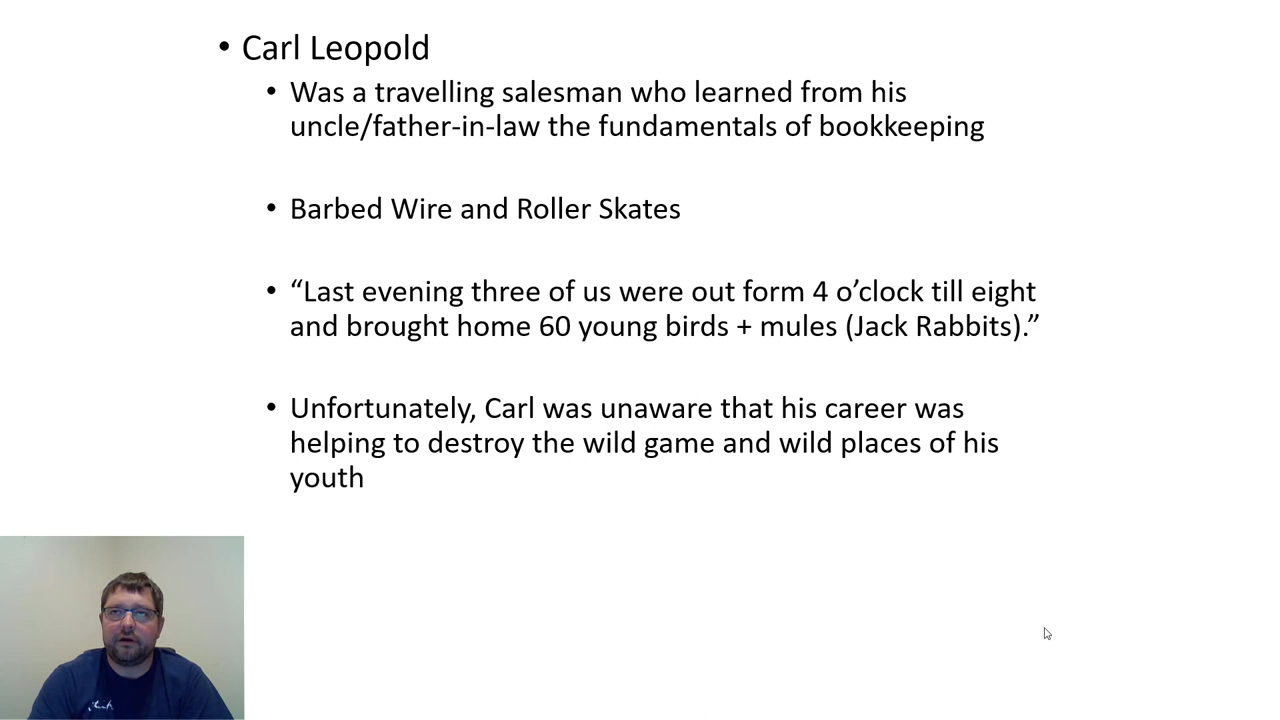 • Carl Leopold
• Was a travelling salesman who learned from his
uncle/father-in-law the fundamentals of bookkeeping
• Barbed Wire and Roller Skates
• “Last evening three of us were out form 4 o’clock till eight
and brought home 60 young birds + mules (Jack Rabbits).”
• Unfortunately, Carl was unaware that his career was
helping to destroy the wild game and wild places of his
youth